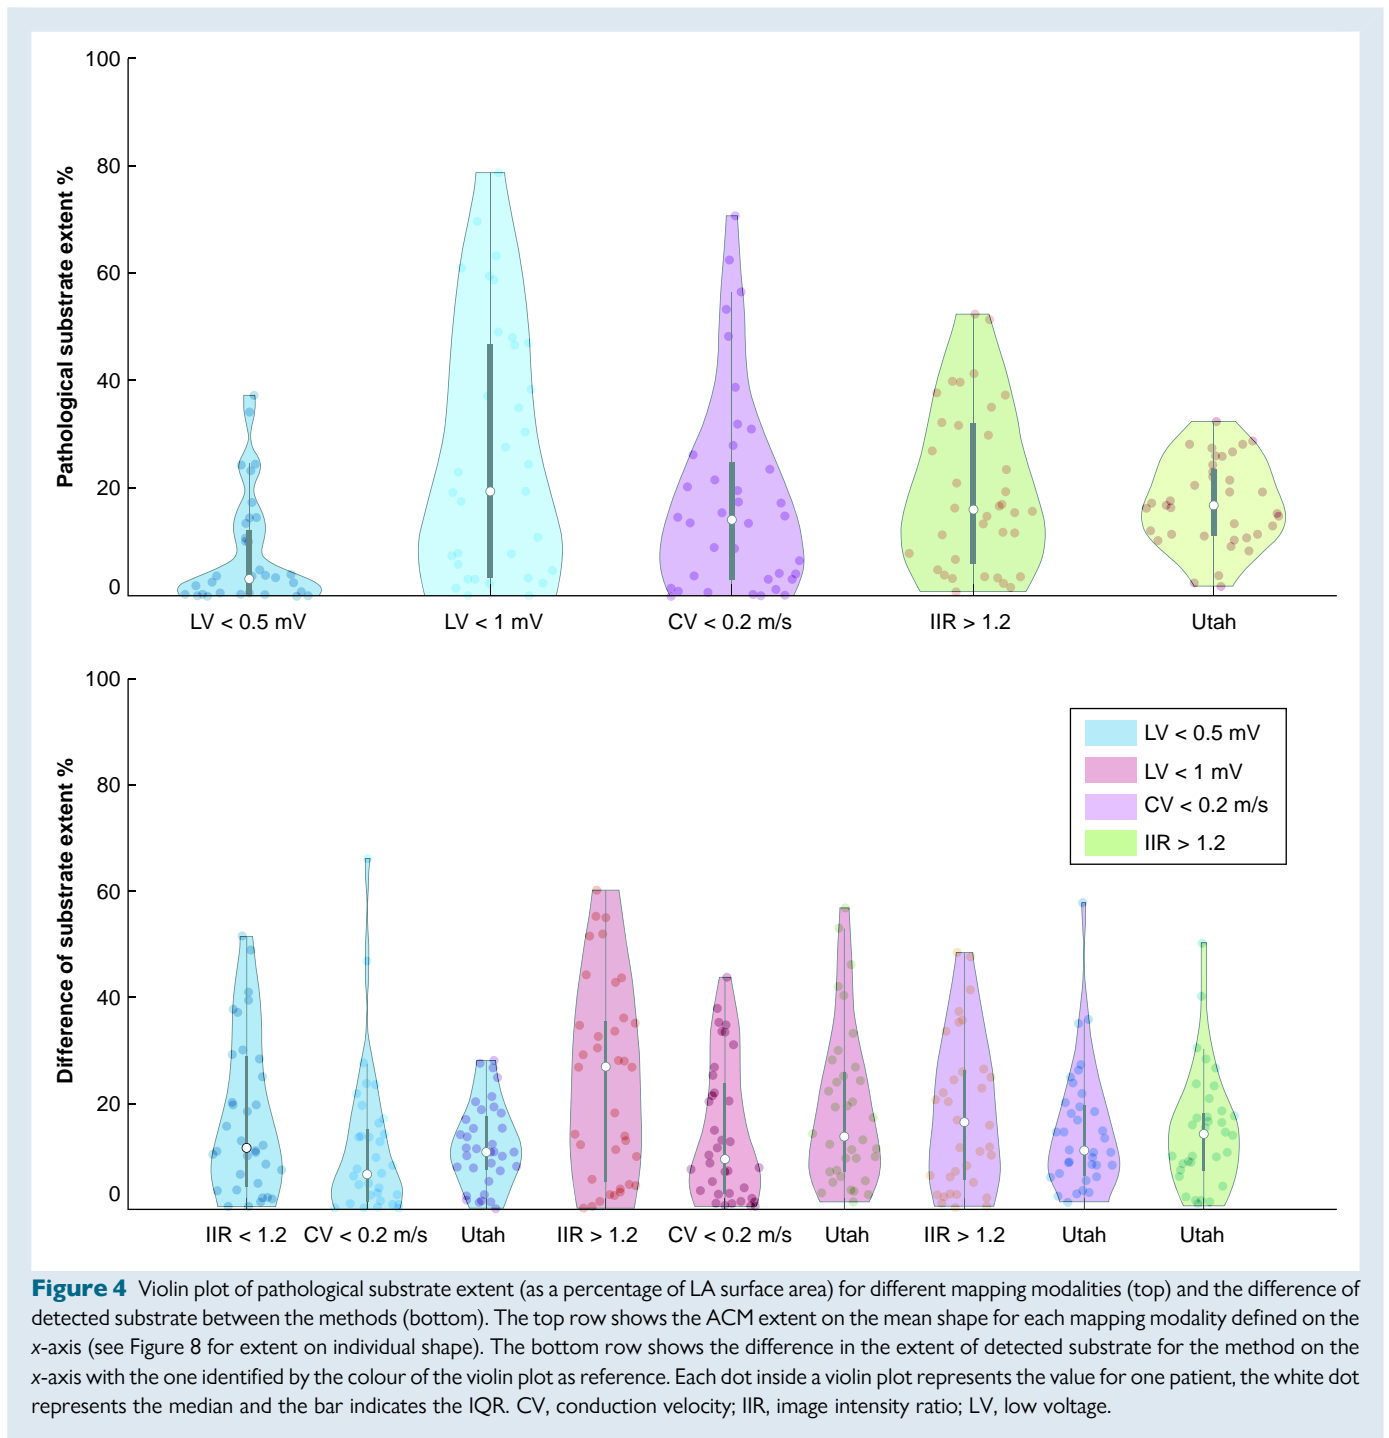 100
80
60
40
20
0
Pathological substrate extent %
LV < 0.5 mV
LV < 1 mV
CV < 0.2 m/s
IIR > 1.2
Utah
100
80
60
40
20
0
Difference of substrate extent %
LV < 0.5 mV
LV < 1 mV
CV < 0.2 m/s
IIR > 1.2
IIR < 1.2
CV < 0.2 m/s
Utah
IIR > 1.2
CV < 0.2 m/s
Utah
IIR > 1.2
Utah
Utah
Figure 4 Violin plot of pathological substrate extent (as a percentage of LA surface area) for different mapping modalities (top) and the difference of
detected substrate between the methods (bottom). The top row shows the ACM extent on the mean shape for each mapping modality defined on the
x-axis (see Figure 8 for extent on individual shape). The bottom row shows the difference in the extent of detected substrate for the method on the
x-axis with the one identified by the colour of the violin plot as reference. Each dot inside a violin plot represents the value for one patient, the white dot
represents the median and the bar indicates the IQR. CV, conduction velocity; IIR, image intensity ratio; LV, low voltage.